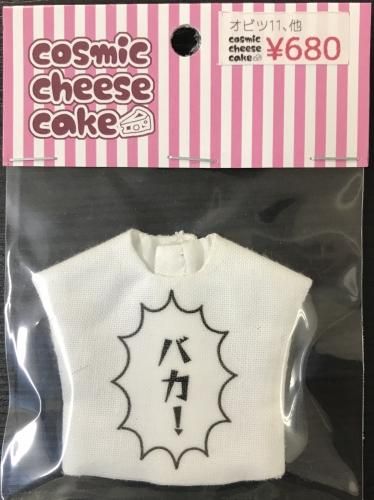 cosmic
cheese
cake
オビツ11、他
cosmic
cheese
cake
¥680
バカ!